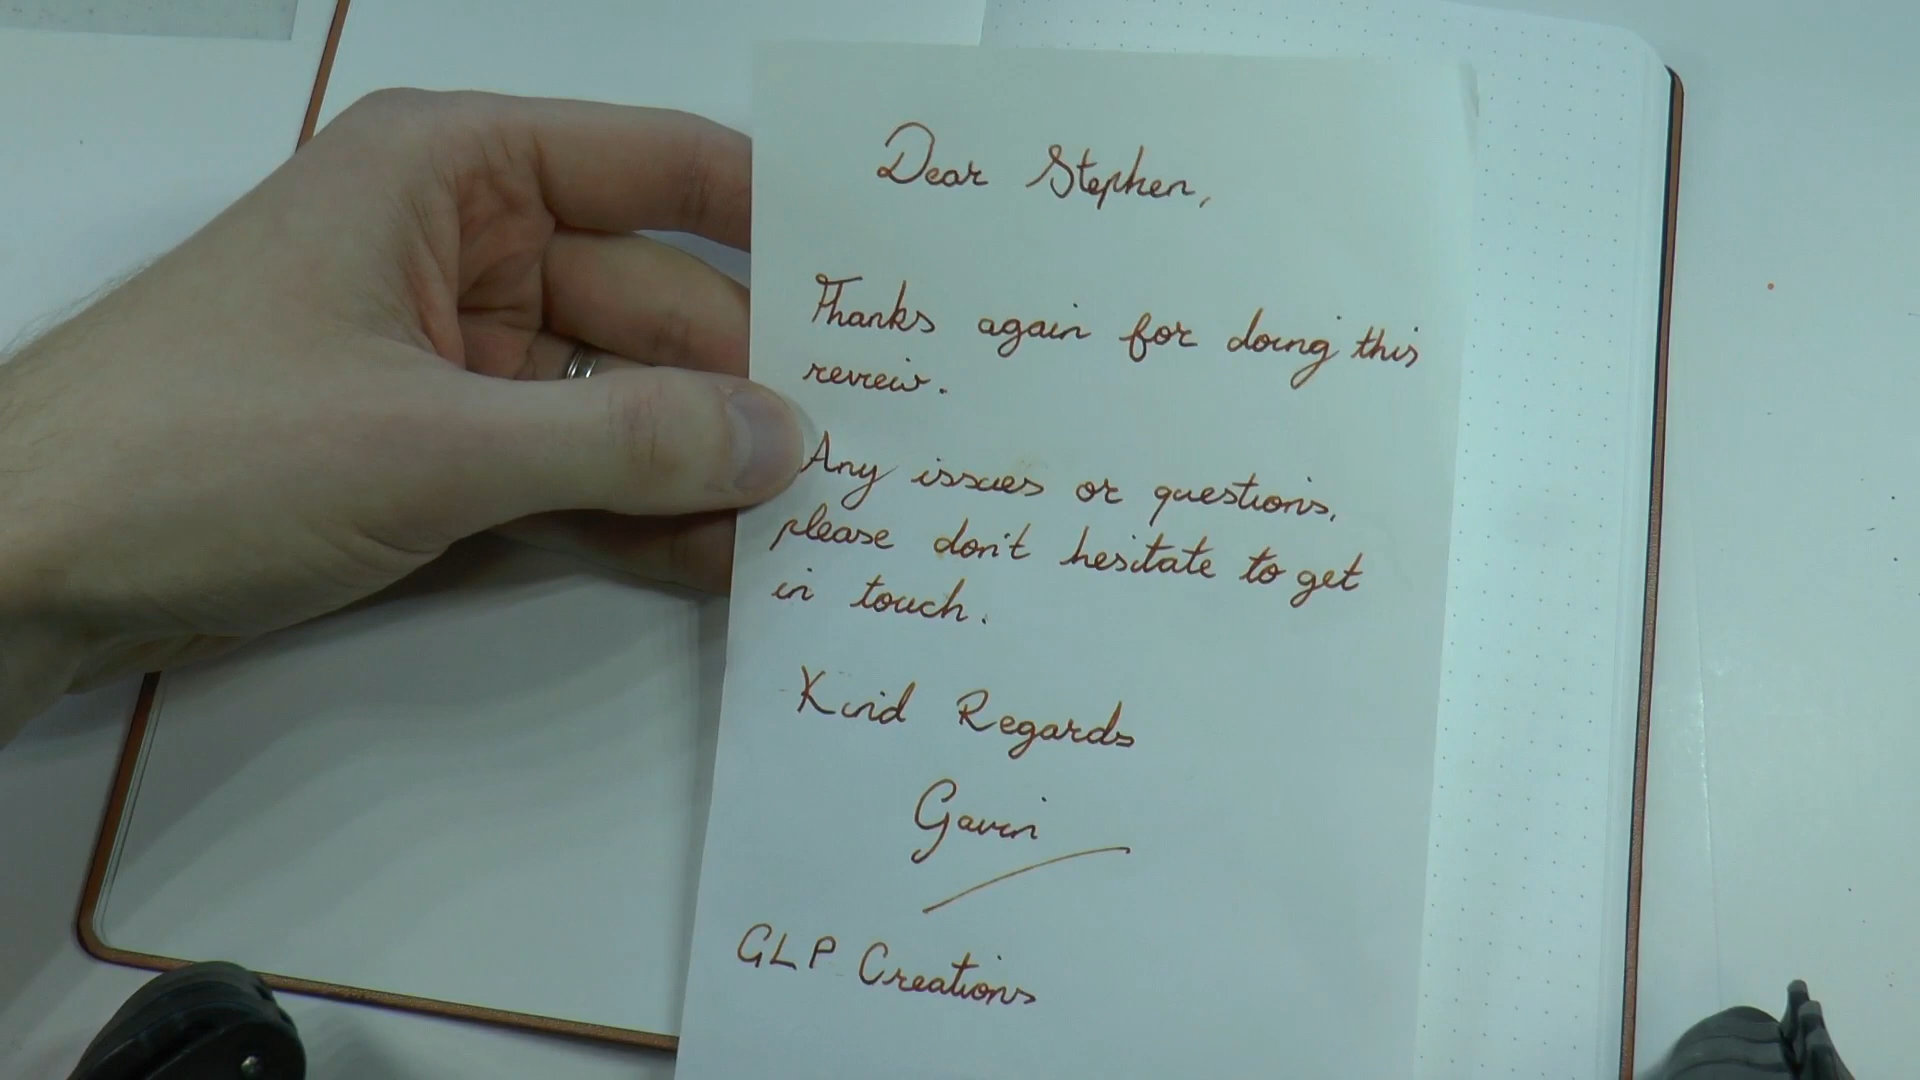 Dear Stephen,
Thanks again for doing this
review.
Any issues or questions,
please don't hesitate to get
in touch.
Kind Regards
Gavin
GLP Creations